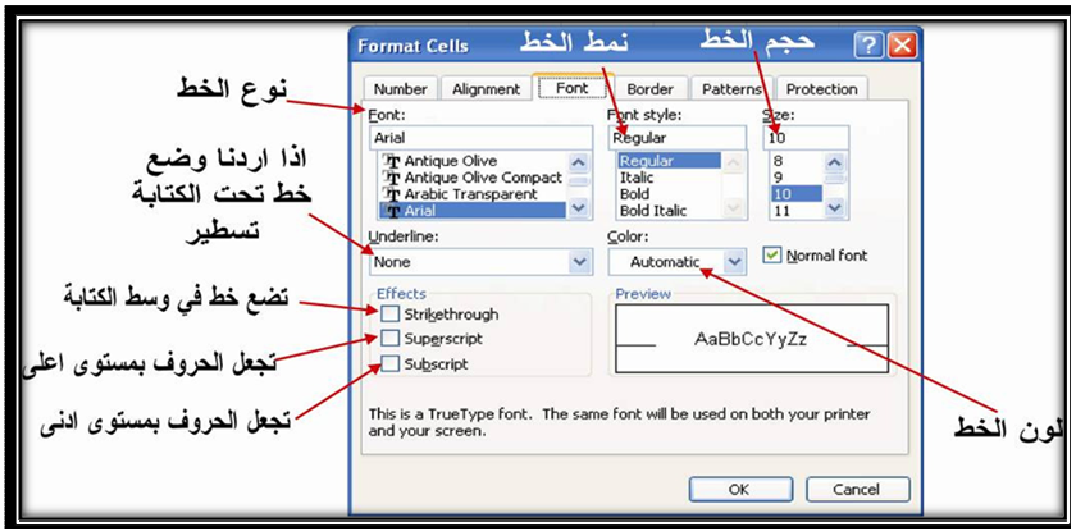 Format Cells
نمط الخط
حجم الخط
Number Alignment Font Border Patterns Protection
نوع الخط
Font:
Arial
Antique Olive
Antique Olive Compact
Arabic Transparent
Arial
Font style:
Regular
Regular
Italic
Bold
Bold Italic
Size:
10
8
9
10
11
اذا اردنا وضع
خط تحت الكتابة
تسطير
Underline:
None
Color:
Automatic
Normal font
Effects
تضع خط في وسط الكتابة
Strikethrough
تجعل الحروف بمستوى اعلى
Superscript
تجعل الحروف بمستوى ادنى
Subscript
Preview
AaBbCcYyZz
لون الخط
This is a TrueType font. The same font will be used on both your printer
and your screen.
OK Cancel